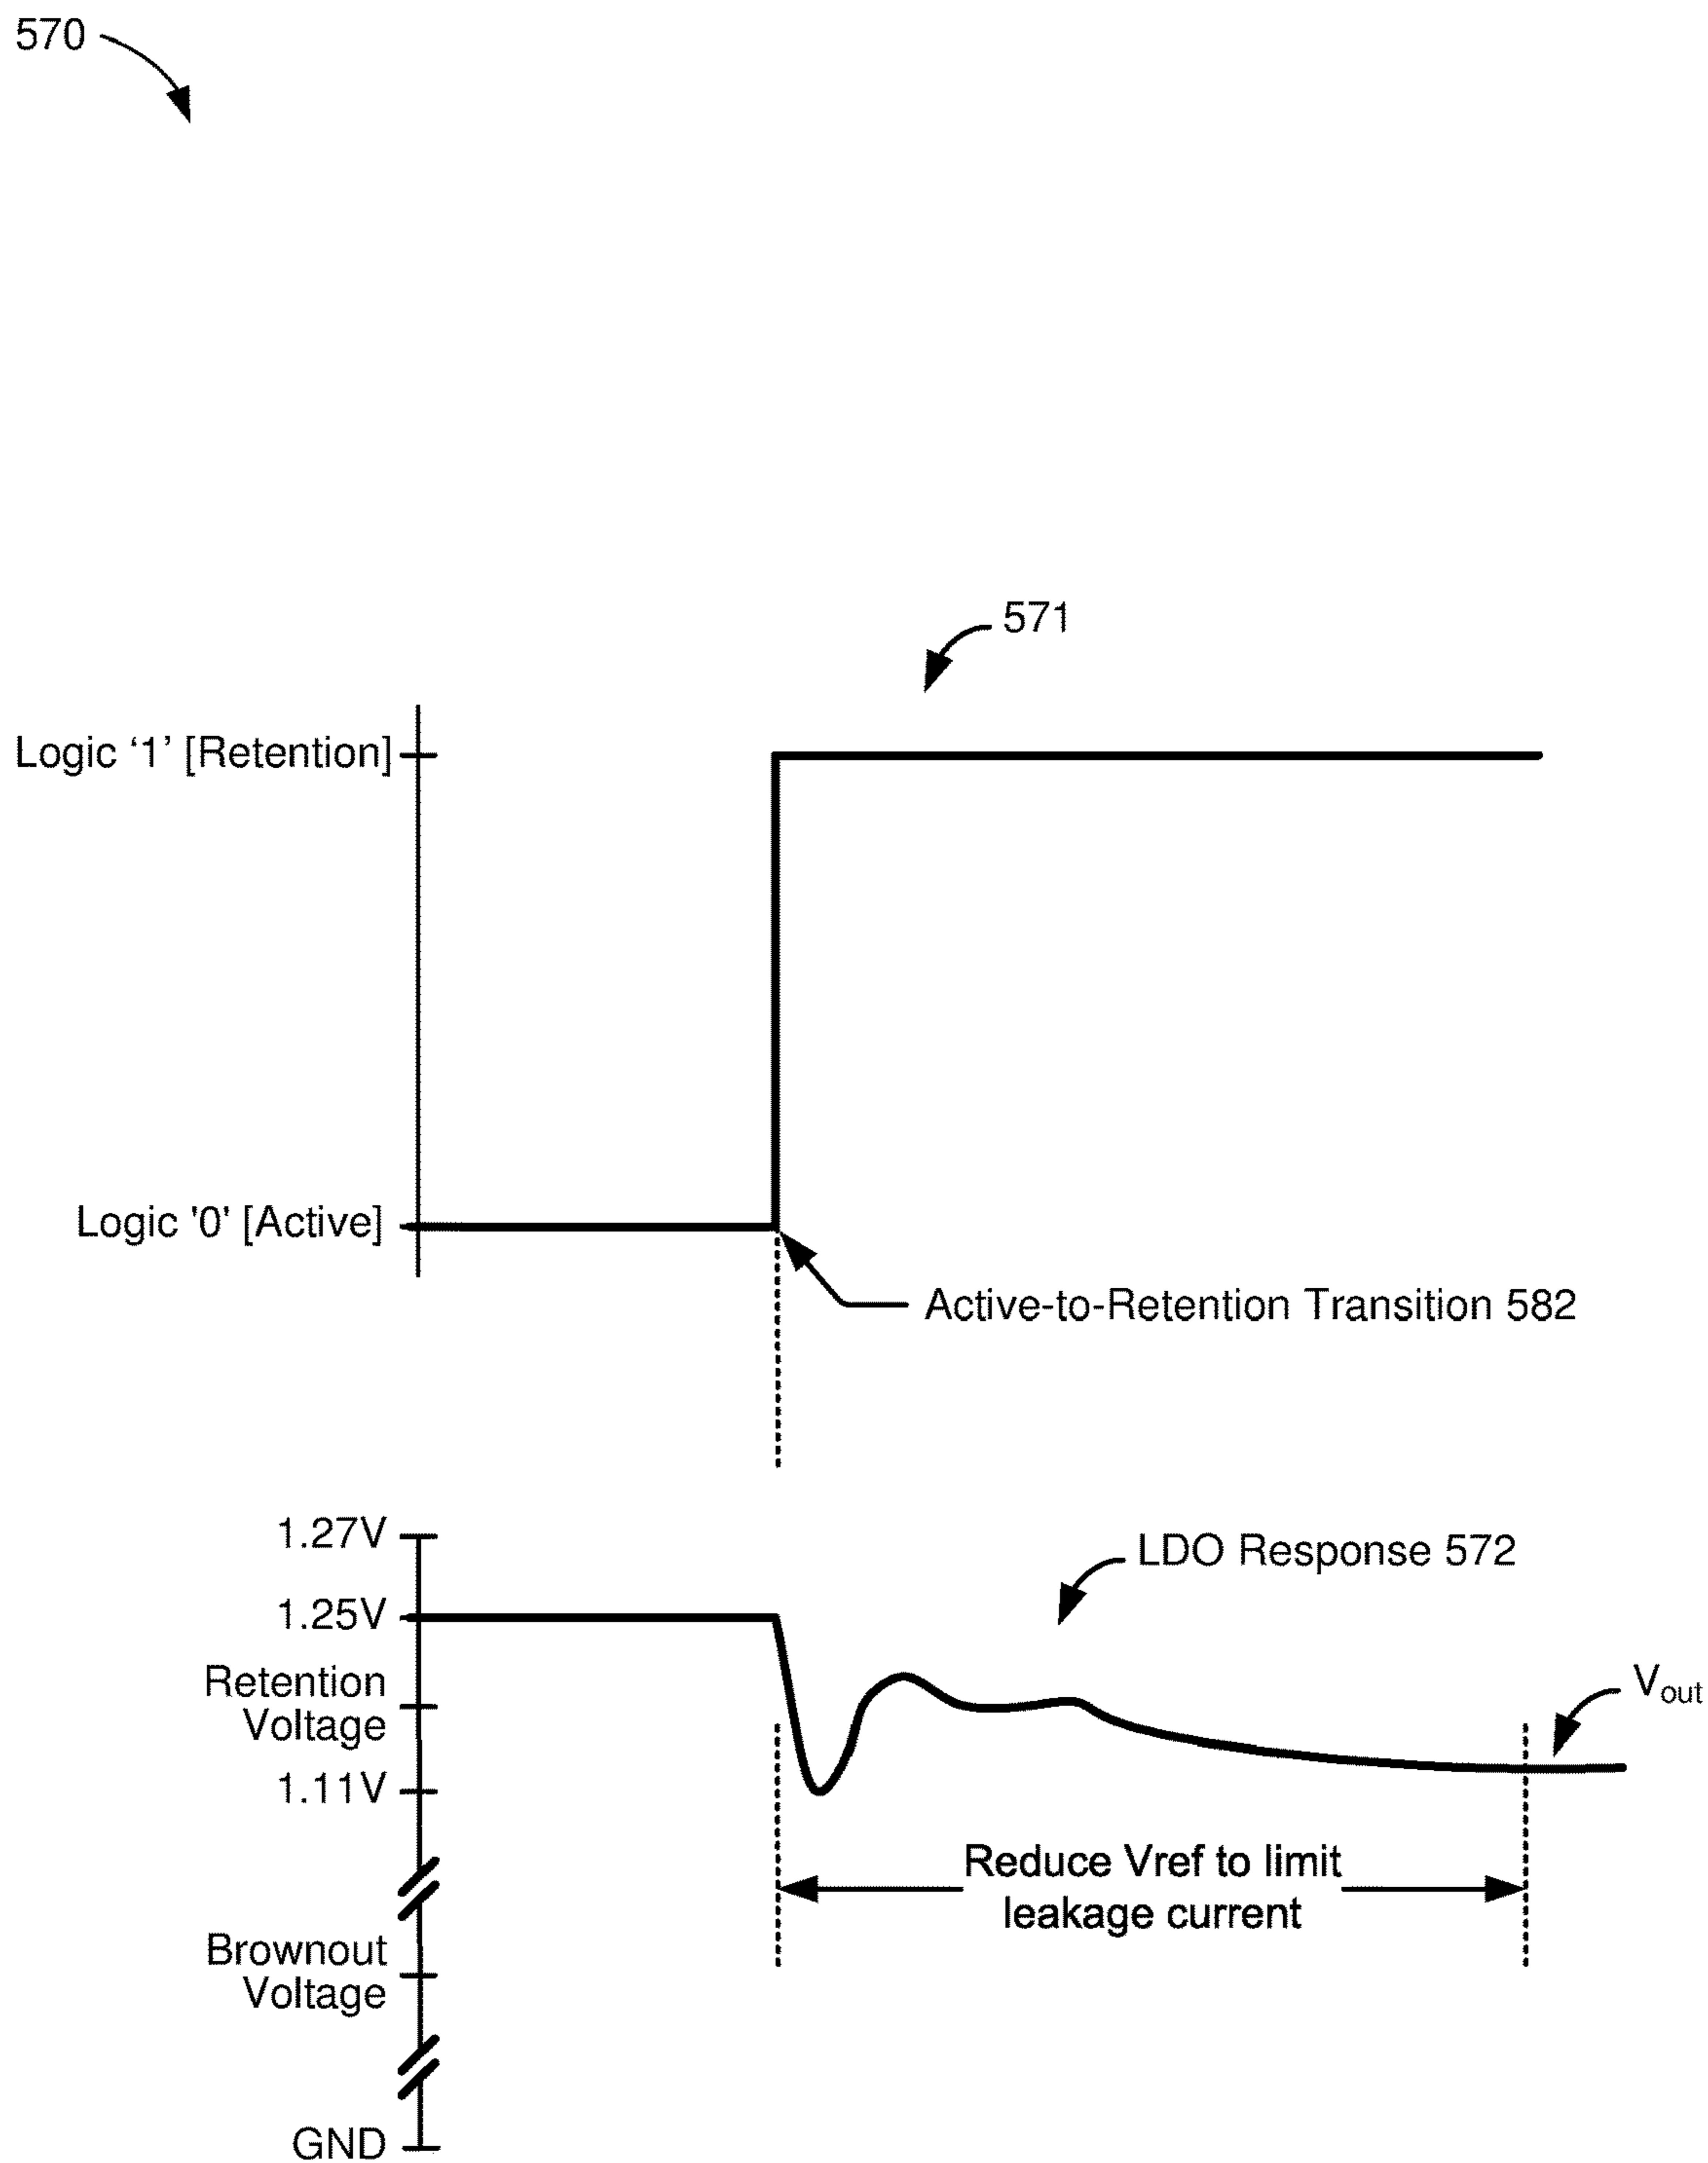 570
571
Logic ‘1’ [Retention]
Logic '0' [Active]
Active-to-Retention Transition 582
1.27V
LDO Response 572
1.25V
Retention
Voltage
Vout
1.11V
Reduce Vref to limit
leakage current
Brownout
Voltage
GND